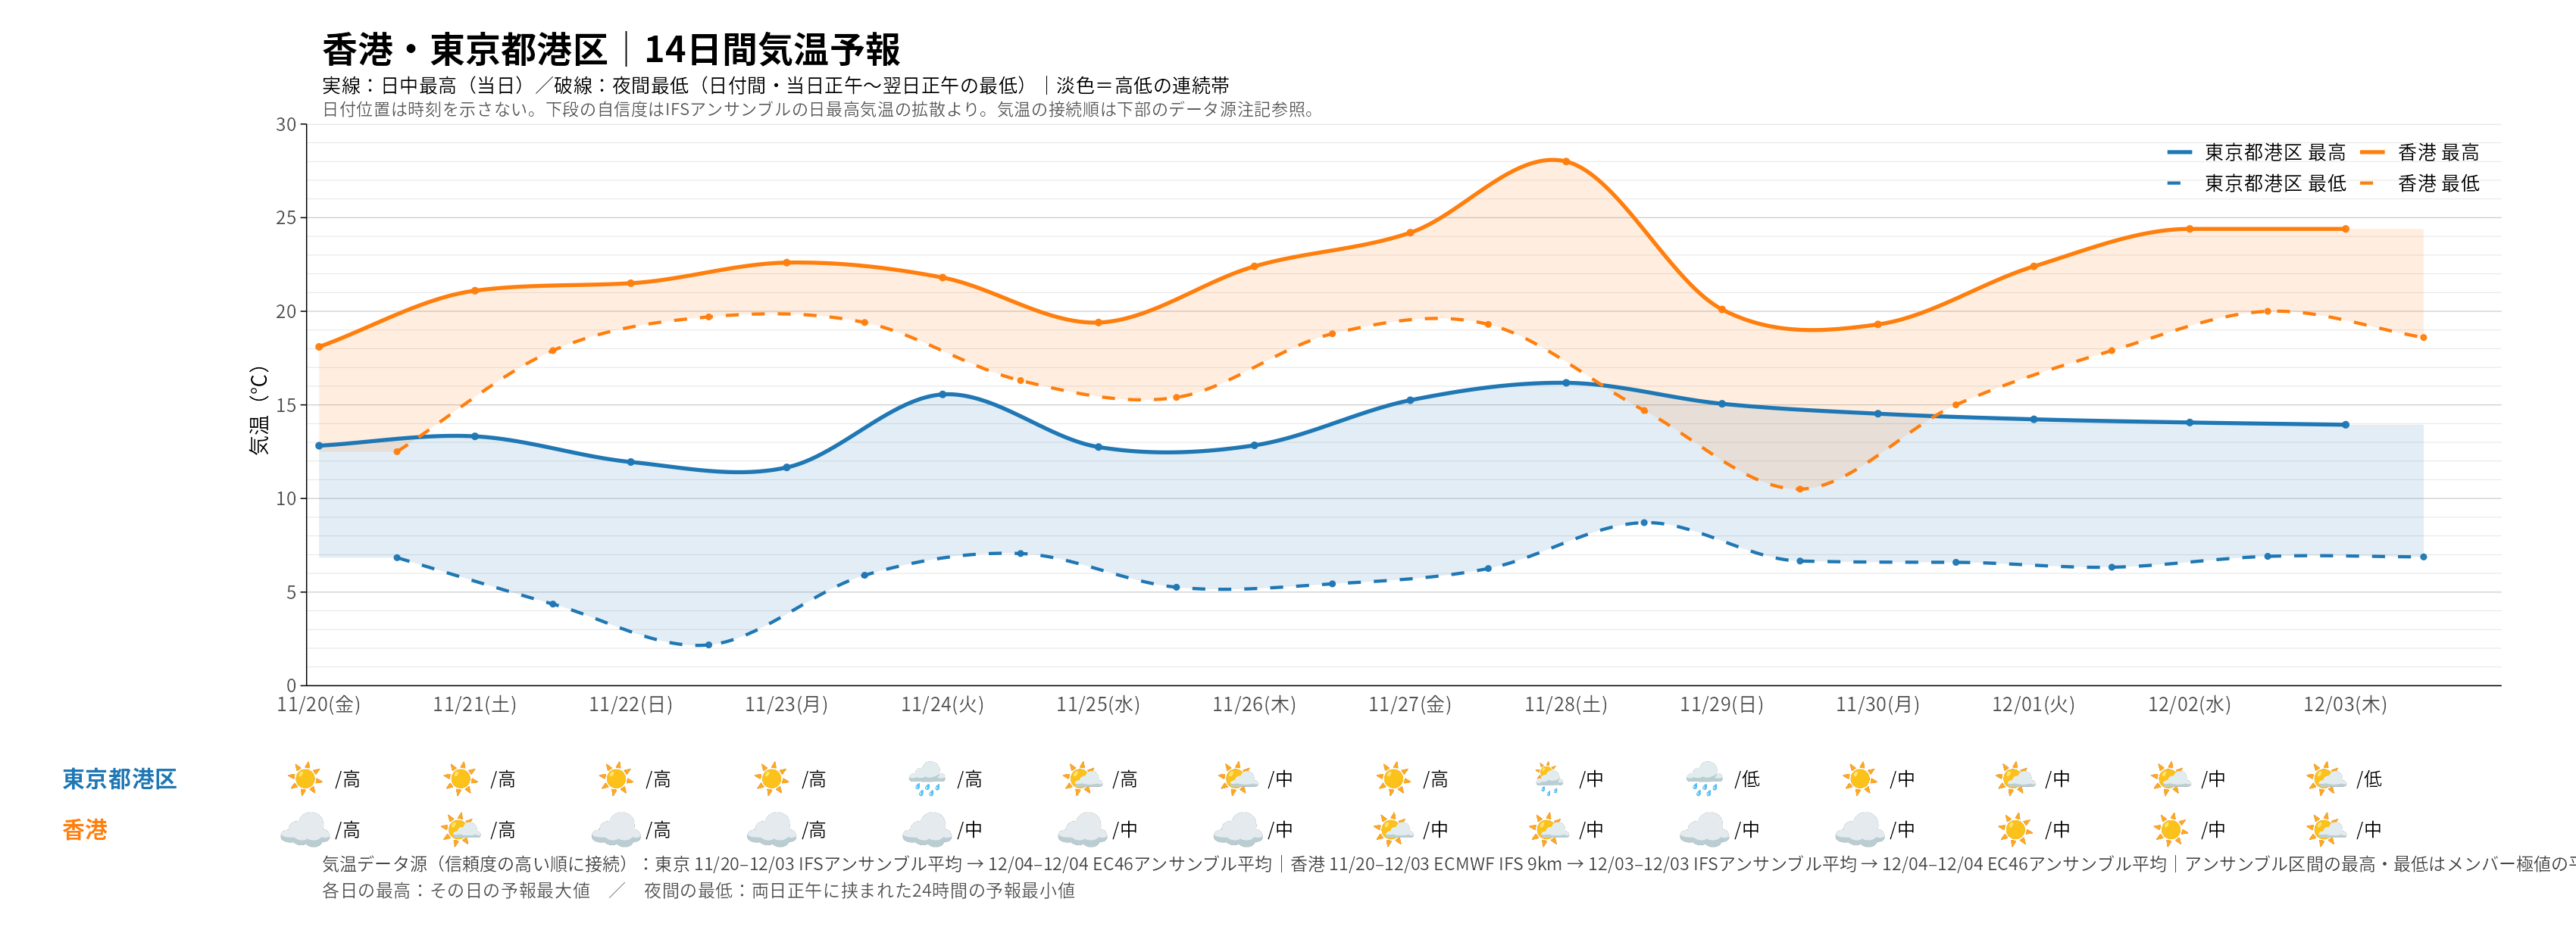 香港・東京都港区｜14日間気温予報
実線：日中最高（当日）／破線：夜間最低（日付間・当日正午～翌日正午の最低）｜淡色＝高低の連続帯
日付位置は時刻を示さない。下段の自信度はIFSアンサンブルの日最高気温の拡散より。気温の接続順は下部のデータ源注記参照。
東京都港区 最高 香港 最高
東京都港区 最低 香港 最低
気温（℃）
30
25
20
15
10
5
0
11/20(金) 11/21(土) 11/22(日) 11/23(月) 11/24(火) 11/25(水) 11/26(木) 11/27(金) 11/28(土) 11/29(日) 11/30(月) 12/01(火) 12/02(水) 12/03(木)
東京都港区 /高 /高 /高 /高 /高 /高 /中 /高 /中 /低 /中 /中 /中 /低
香港 /高 /高 /高 /高 /中 /中 /中 /中 /中 /中 /中 /中 /中 /中
気温データ源（信頼度の高い順に接続）：東京 11/20–12/03 IFSアンサンブル平均 → 12/04–12/04 EC46アンサンブル平均｜香港 11/20–12/03 ECMWF IFS 9km → 12/03–12/03 IFSアンサンブル平均 → 12/04–12/04 EC46アンサンブル平均｜アンサンブル区間の最高・最低はメンバー極値の
各日の最高：その日の予報最大値　／　夜間の最低：両日正午に挟まれた24時間の予報最小値